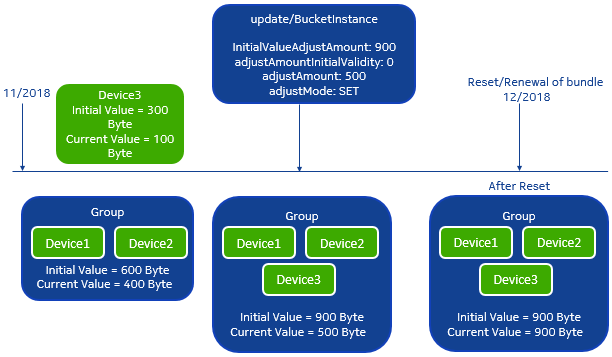 update/BucketInstance
InitialValueAdjustAmount: 900
adjustAmountInitialValidity: 0
adjustAmount: 500
adjustMode: SET
11/2018
Device3
Initial Value = 300
Byte
Current Value = 100
Byte
Reset/Renewal of bundle
12/2018
After Reset
Group
Device1
Device2
Initial Value = 600 Byte
Current Value = 400 Byte
Group
Device1
Device2
Device3
Initial Value = 900 Byte
Current Value = 500 Byte
Group
Device1
Device2
Device3
Initial Value = 900 Byte
Current Value = 900 Byte